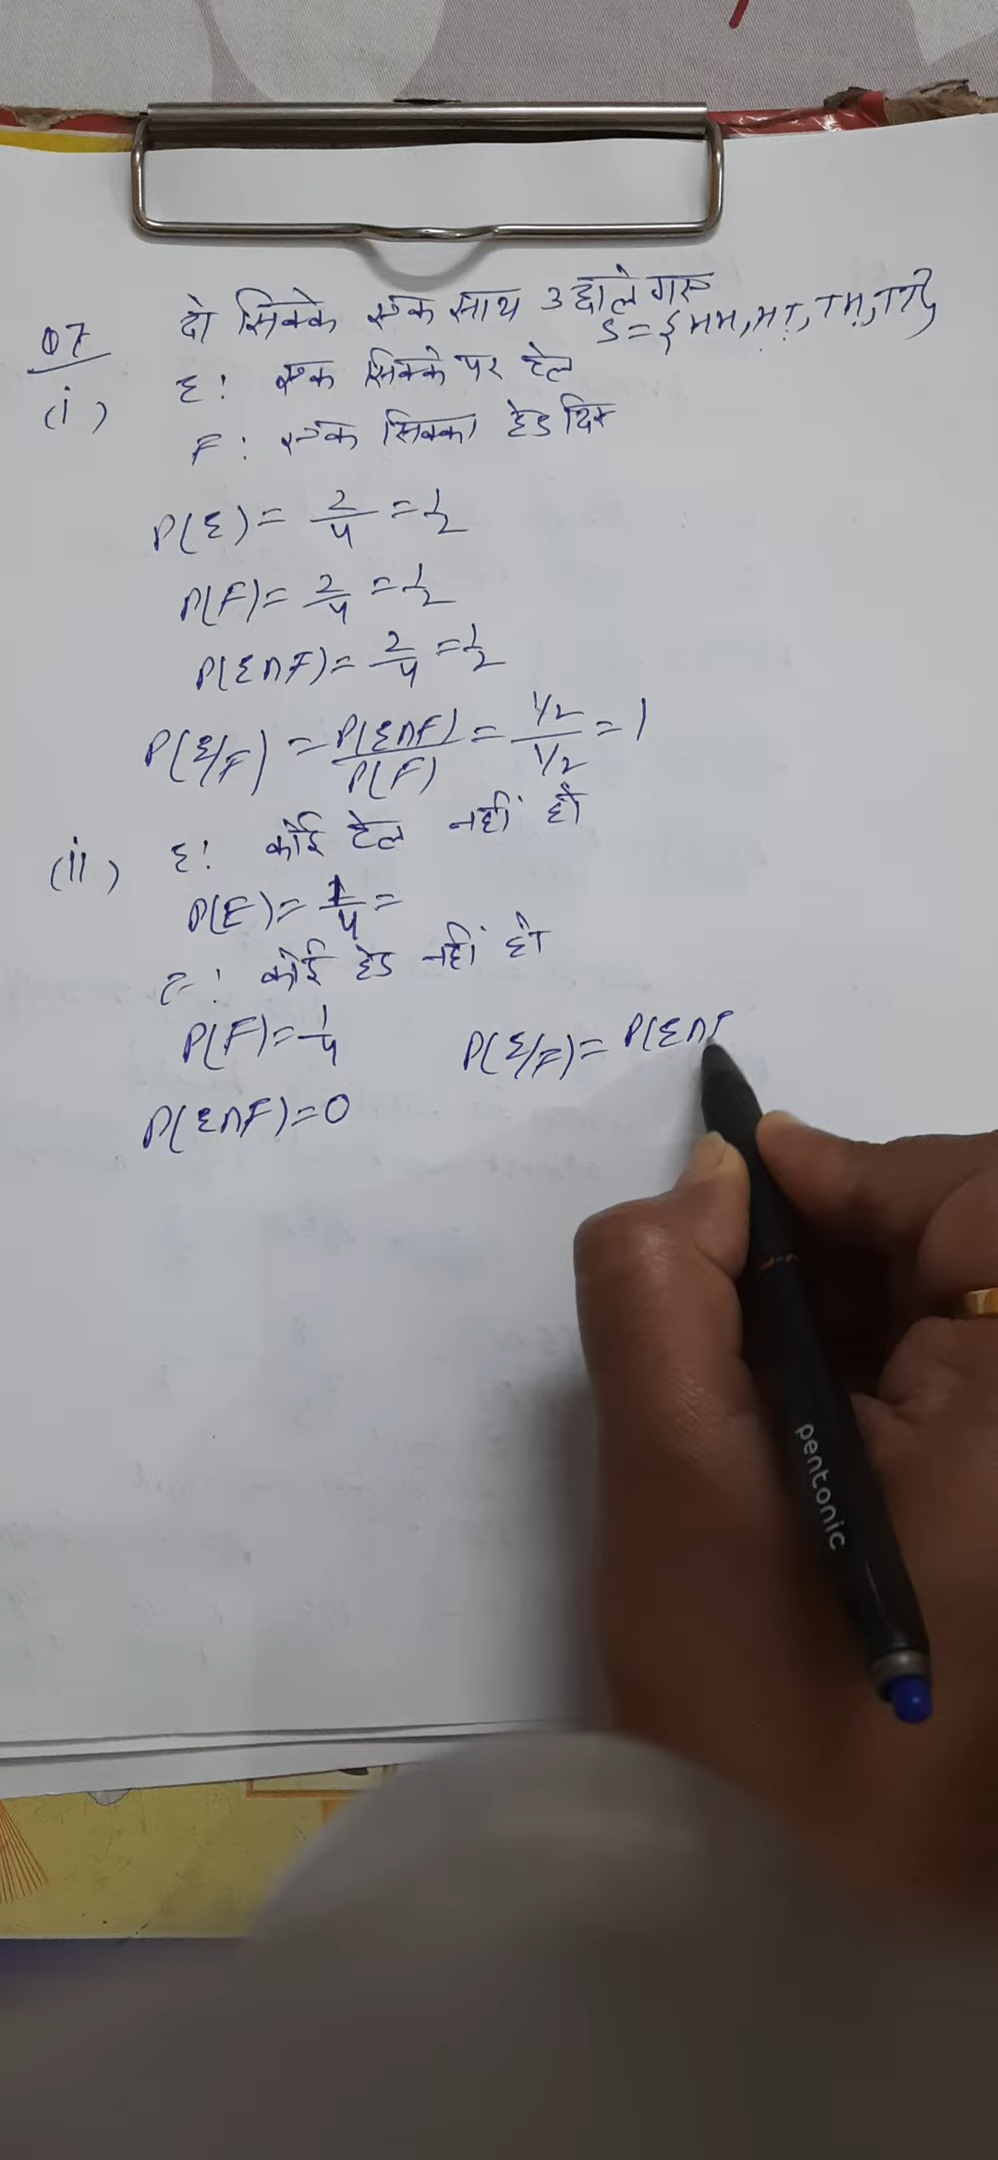 07 दो सिक्के एक साथ उछाले गए
S={HH,HT,TH,TT}
(i) E: एक सिक्के पर टेल
F: एक सिक्का हेड दिए
P(E)= 2/4 =1/2
P(F)= 2/4 =1/2
P(E∩F)= 2/4 =1/2
P(E/F) = P(E∩F)/P(F) = 1/2/1/2 = 1
(ii) E: कोई टेल नहीं हो
P(E)= 1/4 =
F: कोई हेड नहीं हो
P(F)=1/4
P(E/F)= P(E∩F
P(E∩F)=0
pentonic